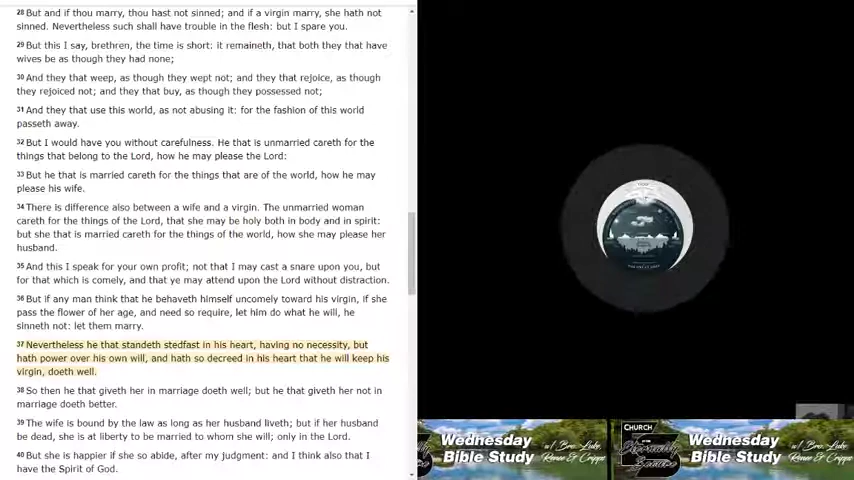 28 But and if thou marry, thou hast not sinned; and if a virgin marry, she hath not
sinned. Nevertheless such shall have trouble in the flesh: but I spare you.
29 But this I say, brethren, the time is short: it remaineth, that both they that have
wives be as though they had none;
30 And they that weep, as though they wept not; and they that rejoice, as though
they rejoiced not; and they that buy, as though they possessed not;
31 And they that use this world, as not abusing it: for the fashion of this world
passeth away.
32 But I would have you without carefulness. He that is unmarried careth for the
things that belong to the Lord, how he may please the Lord:
33 But he that is married careth for the things that are of the world, how he may
please his wife.
34 There is difference also between a wife and a virgin. The unmarried woman
careth for the things of the Lord, that she may be holy both in body and in spirit:
but she that is married careth for the things of the world, how she may please her
husband.
35 And this I speak for your own profit; not that I may cast a snare upon you, but
for that which is comely, and that ye may attend upon the Lord without distraction.
36 But if any man think that he behaveth himself uncomely toward his virgin, if she
pass the flower of her age, and need so require, let him do what he will, he
sinneth not: let them marry.
37 Nevertheless he that standeth stedfast in his heart, having no necessity, but
hath power over his own will, and hath so decreed in his heart that he will keep his
virgin, doeth well.
38 So then he that giveth her in marriage doeth well; but he that giveth her not in
marriage doeth better.
39 The wife is bound by the law as long as her husband liveth; but if her husband
be dead, she is at liberty to be married to whom she will; only in the Lord.
40 But she is happier if she so abide, after my judgment: and I think also that I
have the Spirit of God.
Wednesday
Bible Study
w/ Bro. Luke,
Renee & Cripps
CHURCH
Eternally
Secure
Wednesday
Bible Study
w/ Bro. Luke,
Renee & Cripps